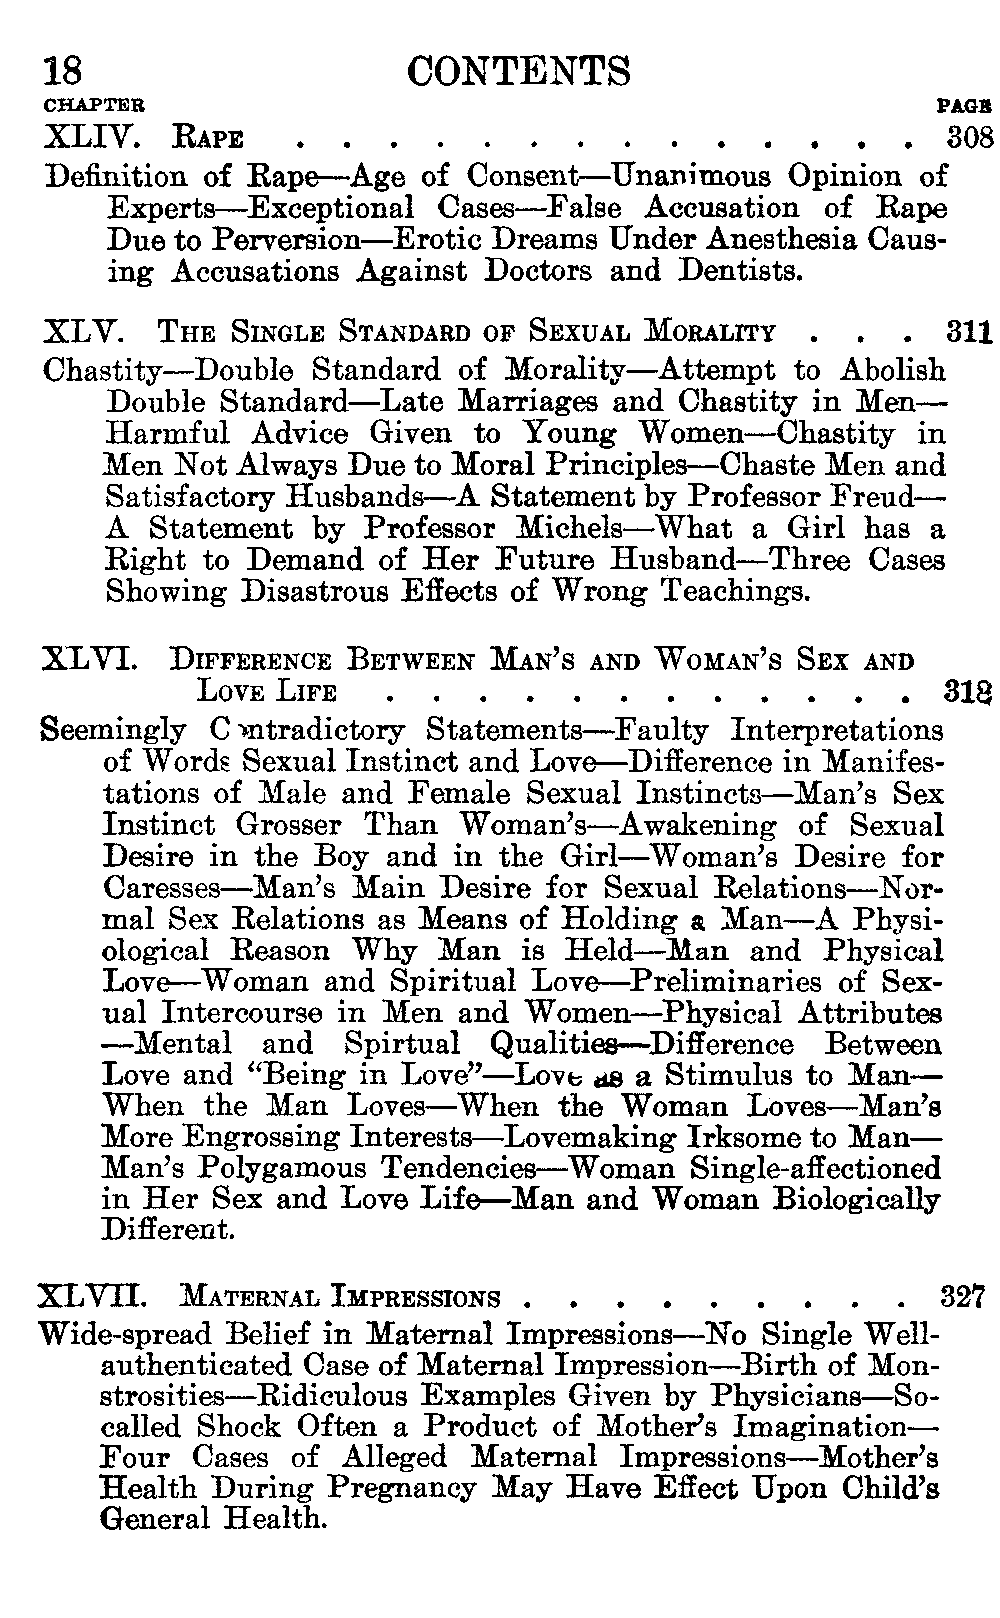 18 CONTENTS
CHAPTER PAGE
XLIV. RAPE . . . . . . . . . . . . . . 308
Definition of Rape—Age of Consent—Unanimous Opinion of
Experts—Exceptional Cases—False Accusation of Rape
Due to Perversion—Erotic Dreams Under Anesthesia Caus-
ing Accusations Against Doctors and Dentists.
XLV. THE SINGLE STANDARD OF SEXUAL MORALITY . . . 311
Chastity—Double Standard of Morality—Attempt to Abolish
Double Standard—Late Marriages and Chastity in Men—
Harmful Advice Given to Young Women—Chastity in
Men Not Always Due to Moral Principles—Chaste Men and
Satisfactory Husbands—A Statement by Professor Freud—
A Statement by Professor Michels—What a Girl has a
Right to Demand of Her Future Husband—Three Cases
Showing Disastrous Effects of Wrong Teachings.
XLVI. DIFFERENCE BETWEEN MAN'S AND WOMAN'S SEX AND
LOVE LIFE . . . . . . . . . . . . 318
Seemingly Contradictory Statements—Faulty Interpretations
of Words Sexual Instinct and Love—Difference in Manifes-
tations of Male and Female Sexual Instincts—Man's Sex
Instinct Grosser Than Woman's—Awakening of Sexual
Desire in the Boy and in the Girl—Woman's Desire for
Caresses—Man's Main Desire for Sexual Relations—Nor-
mal Sex Relations as Means of Holding a Man—A Physi-
ological Reason Why Man is Held—Man and Physical
Love—Woman and Spiritual Love—Preliminaries of Sex-
ual Intercourse in Men and Women—Physical Attributes
—Mental and Spirtual Qualities—Difference Between
Love and "Being in Love"—Love as a Stimulus to Man—
When the Man Loves—When the Woman Loves—Man's
More Engrossing Interests—Lovemaking Irksome to Man—
Man's Polygamous Tendencies—Woman Single-affectioned
in Her Sex and Love Life—Man and Woman Biologically
Different.
XLVII. MATERNAL IMPRESSIONS . . . . . . . . . 327
Wide-spread Belief in Maternal Impressions—No Single Well-
authenticated Case of Maternal Impression—Birth of Mon-
strosities—Ridiculous Examples Given by Physicians—So-
called Shock Often a Product of Mother's Imagination—
Four Cases of Alleged Maternal Impressions—Mother's
Health During Pregnancy May Have Effect Upon Child's
General Health.